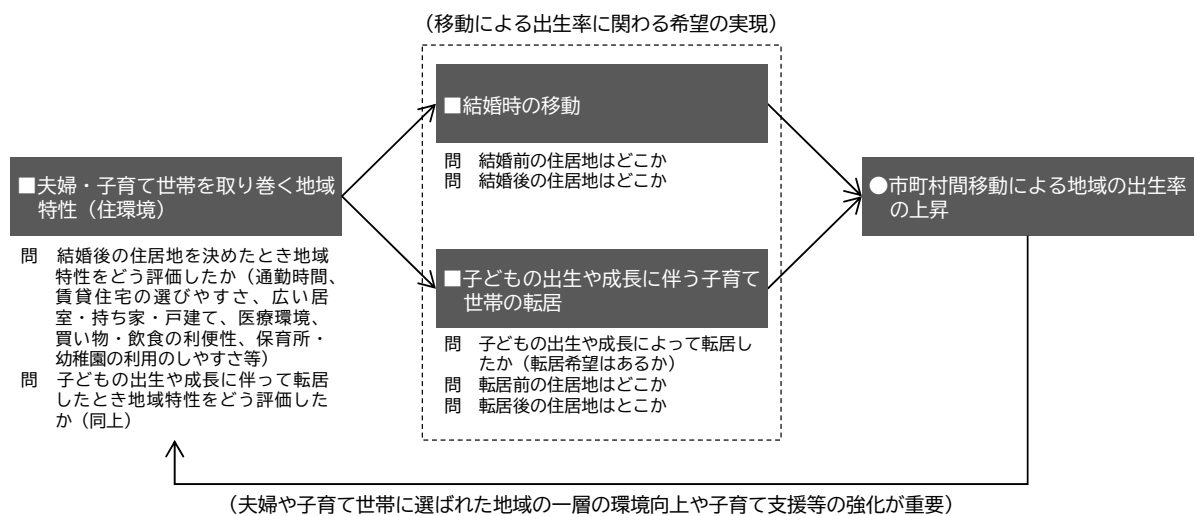 （移動による出生率に関わる希望の実現）
■夫婦・子育て世帯を取り巻く地域
特性（住環境）
問　結婚後の住居地を決めたとき地域
特性をどう評価したか（通勤時間、
賃貸住宅の選びやすさ、広い居
室・持ち家・戸建て、医療環境、
買い物・飲食の利便性、保育所・
幼稚園の利用のしやすさ等）
問　子どもの出生や成長に伴って転居
したとき地域特性をどう評価した
か（同上）
■結婚時の移動
問　結婚前の住居地はどこか
問　結婚後の住居地はどこか
■子どもの出生や成長に伴う子育て
世帯の転居
問　子どもの出生や成長によって転居し
たか（転居希望はあるか）
問　転居前の住居地はどこか
問　転居後の住居地はとこか
●市町村間移動による地域の出生率
の上昇
（夫婦や子育て世帯に選ばれた地域の一層の環境向上や子育て支援等の強化が重要）